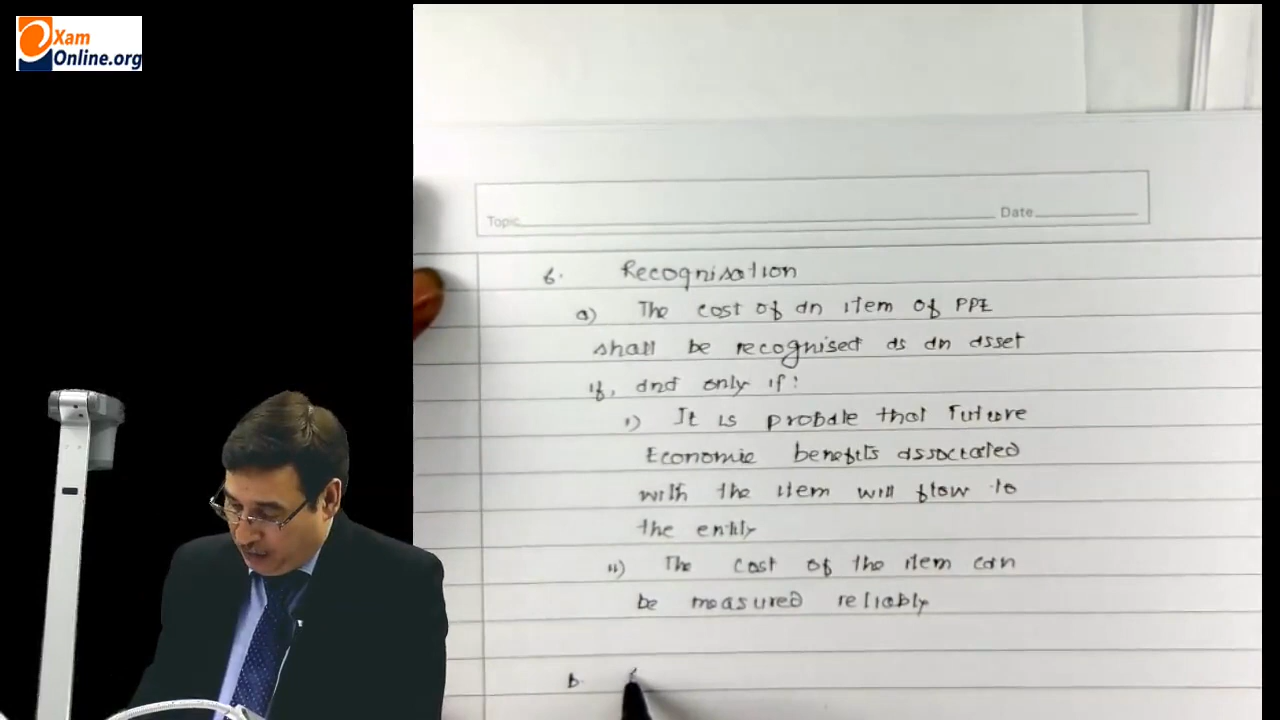 Xam
Online.org
Topic
Date
6. Recognisation
a) The cost of an item of PPE
shall be recognised as an asset
if, and only if:
i) It is probale that Future
Economic benefits associated
with the item will flow to
the entity
ii) The cost of the item can
be measured reliably
b.